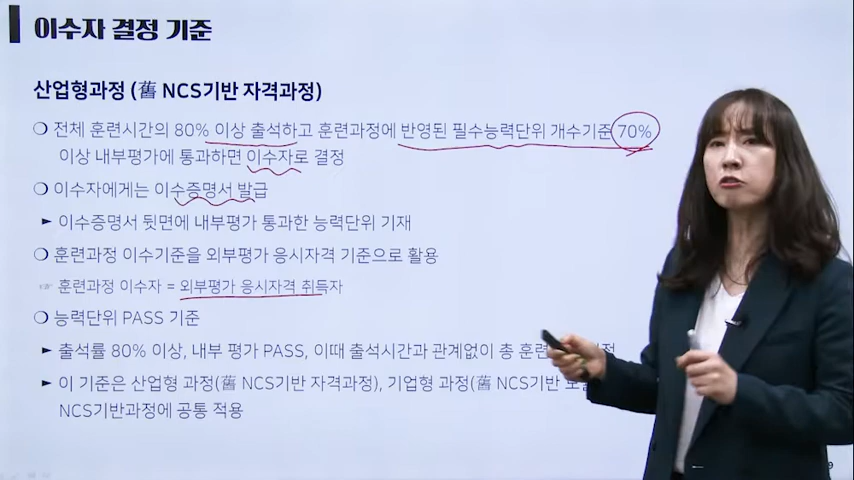 이수자 결정 기준
산업형과정 (舊 NCS기반 자격과정)
❍ 전체 훈련시간의 80% 이상 출석하고 훈련과정에 반영된 필수능력단위 개수기준 70%
이상 내부평가에 통과하면 이수자로 결정
❍ 이수자에게는 이수증명서 발급
► 이수증명서 뒷면에 내부평가 통과한 능력단위 기재
❍ 훈련과정 이수기준을 외부평가 응시자격 기준으로 활용
☞ 훈련과정 이수자 = 외부평가 응시자격 취득자
❍ 능력단위 PASS 기준
► 출석률 80% 이상, 내부 평가 PASS, 이때 출석시간과 관계없이 총
► 이 기준은 산업형 과정(舊 NCS기반 자격과정), 기업형 과정(舊 NCS기반
NCS기반과정에 공통 적용
9